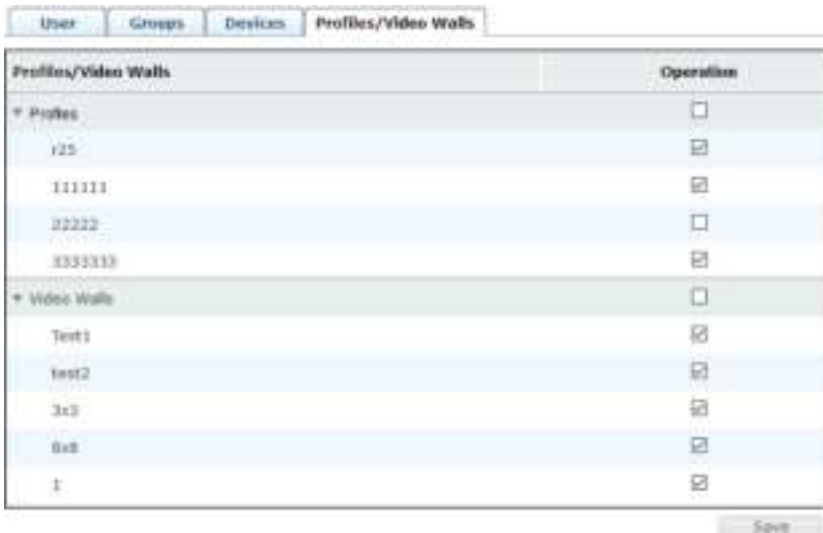 User Groups Devices Profiles/Video Walls
Profiles/Video Walls Operation
Profiles
r25
111111
22222
3333333
Video Walls
Test1
test2
3x3
8x8
1
Save